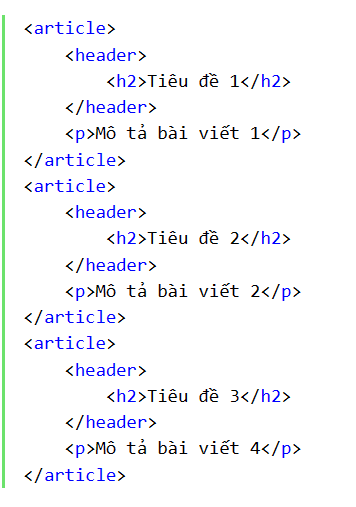 <article>
    <header>
        <h2>Tiêu đề 1</h2>
    </header>
    <p>Mô tả bài viết 1</p>
</article>
<article>
    <header>
        <h2>Tiêu đề 2</h2>
    </header>
    <p>Mô tả bài viết 2</p>
</article>
<article>
    <header>
        <h2>Tiêu đề 3</h2>
    </header>
    <p>Mô tả bài viết 4</p>
</article>